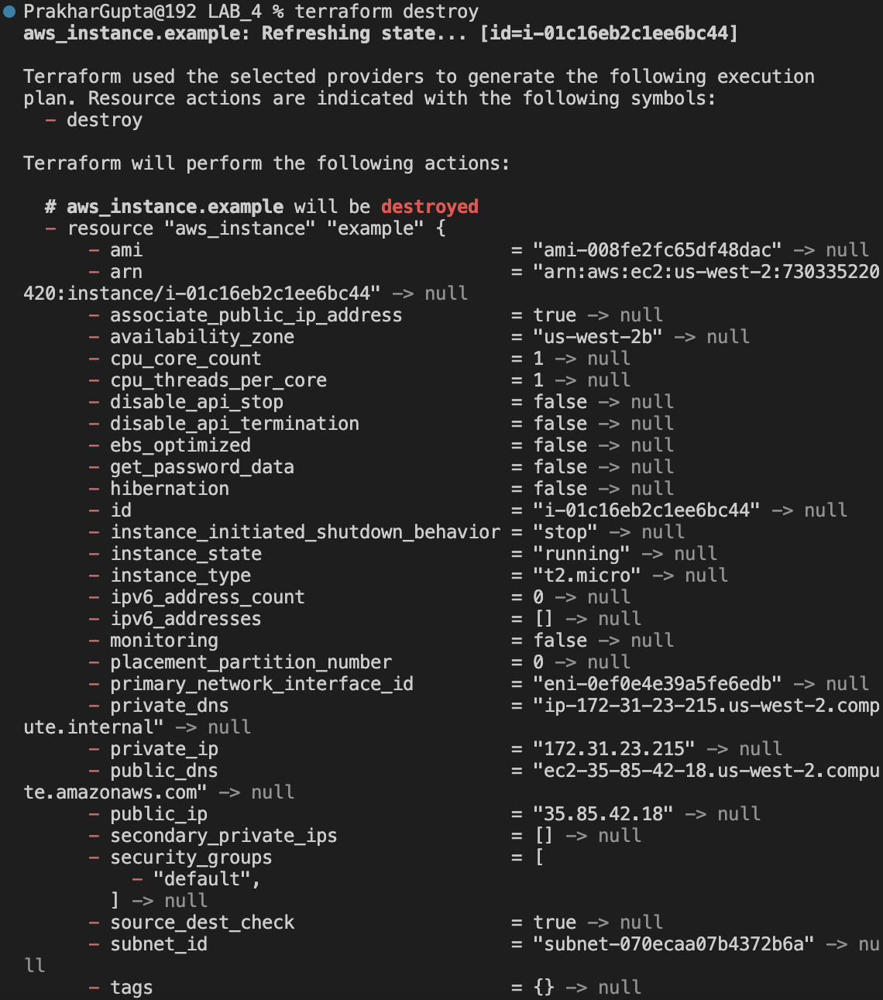 PrakharGupta@192 LAB_4 % terraform destroy
aws_instance.example: Refreshing state... [id=i-01c16eb2c1ee6bc44]
Terraform used the selected providers to generate the following execution
plan. Resource actions are indicated with the following symbols:
  - destroy
Terraform will perform the following actions:
  # aws_instance.example will be destroyed
  - resource "aws_instance" "example" {
      - ami                                  = "ami-008fe2fc65df48dac" -> null
      - arn                                  = "arn:aws:ec2:us-west-2:730335220
420:instance/i-01c16eb2c1ee6bc44" -> null
      - associate_public_ip_address          = true -> null
      - availability_zone                    = "us-west-2b" -> null
      - cpu_core_count                       = 1 -> null
      - cpu_threads_per_core                 = 1 -> null
      - disable_api_stop                     = false -> null
      - disable_api_termination              = false -> null
      - ebs_optimized                        = false -> null
      - get_password_data                    = false -> null
      - hibernation                          = false -> null
      - id                                   = "i-01c16eb2c1ee6bc44" -> null
      - instance_initiated_shutdown_behavior = "stop" -> null
      - instance_state                       = "running" -> null
      - instance_type                        = "t2.micro" -> null
      - ipv6_address_count                   = 0 -> null
      - ipv6_addresses                       = [] -> null
      - monitoring                           = false -> null
      - placement_partition_number           = 0 -> null
      - primary_network_interface_id         = "eni-0ef0e4e39a5fe6edb" -> null
      - private_dns                          = "ip-172-31-23-215.us-west-2.comp
ute.internal" -> null
      - private_ip                           = "172.31.23.215" -> null
      - public_dns                           = "ec2-35-85-42-18.us-west-2.compu
te.amazonaws.com" -> null
      - public_ip                            = "35.85.42.18" -> null
      - secondary_private_ips                = [] -> null
      - security_groups                      = [
          - "default",
        ] -> null
      - source_dest_check                    = true -> null
      - subnet_id                            = "subnet-070ecaa07b4372b6a" -> nu
ll
      - tags                                 = {} -> null